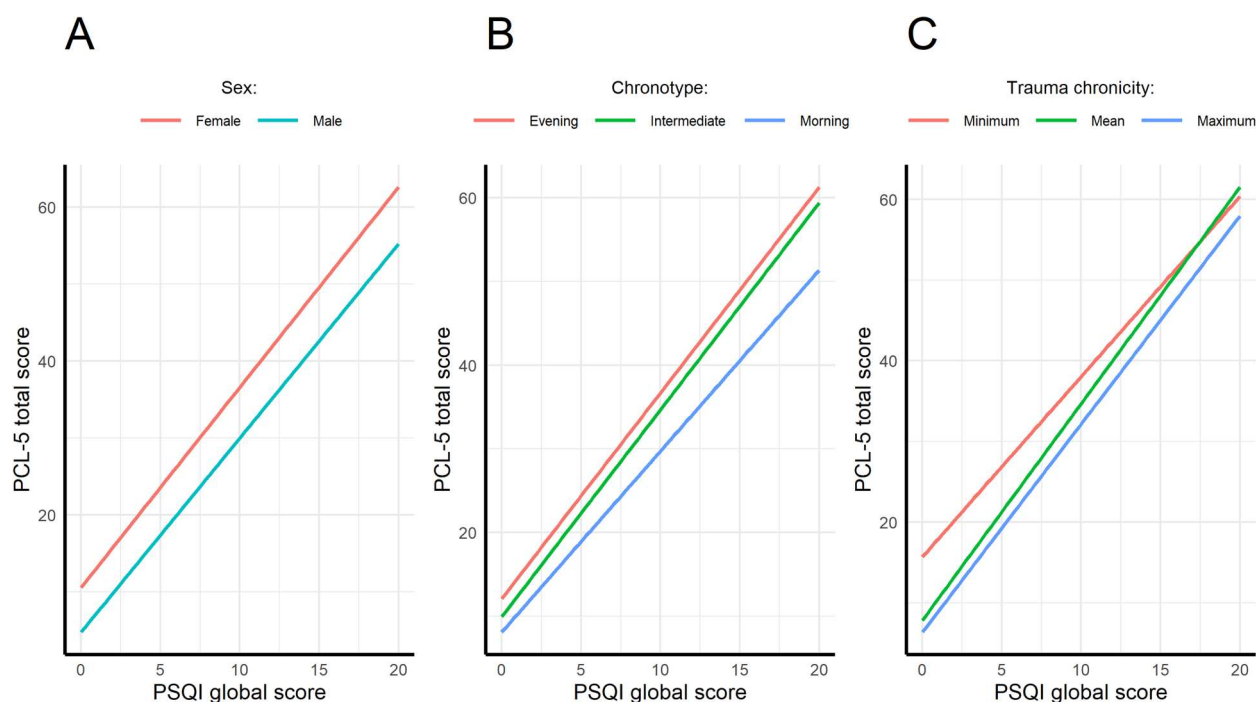 A
Sex:
Female Male
60
40
20
PCL-5 total score
0 5 10 15 20
PSQI global score
B
Chronotype:
Evening Intermediate Morning
60
40
20
PCL-5 total score
0 5 10 15 20
PSQI global score
C
Trauma chronicity:
Minimum Mean Maximum
60
40
20
PCL-5 total score
0 5 10 15 20
PSQI global score